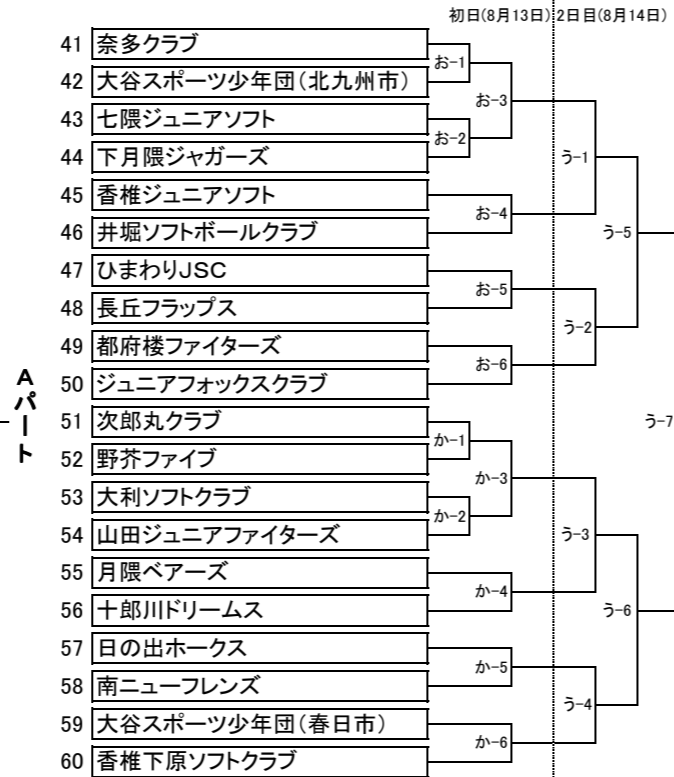 初日(8月13日) 2日目(8月14日)
41 奈多クラブ
お-1
42 大谷スポーツ少年団（北九州市）
お-3
43 七隈ジュニアソフト
お-2
44 下月隈ジャガーズ
う-1
45 香椎ジュニアソフト
お-4
46 井堀ソフトボールクラブ
う-5
47 ひまわりJSC
お-5
48 長丘フラップス
う-2
49 都府楼ファイターズ
お-6
50 ジュニアフォックスクラブ
Aパート
51 次郎丸クラブ
う-7
か-1
52 野芥ファイブ
か-3
53 大利ソフトクラブ
か-2
54 山田ジュニアファイターズ
う-3
55 月隈ベアーズ
か-4
56 十郎川ドリームス
う-6
57 日の出ホークス
か-5
58 南ニューフレンズ
う-4
59 大谷スポーツ少年団（春日市）
か-6
60 香椎下原ソフトクラブ